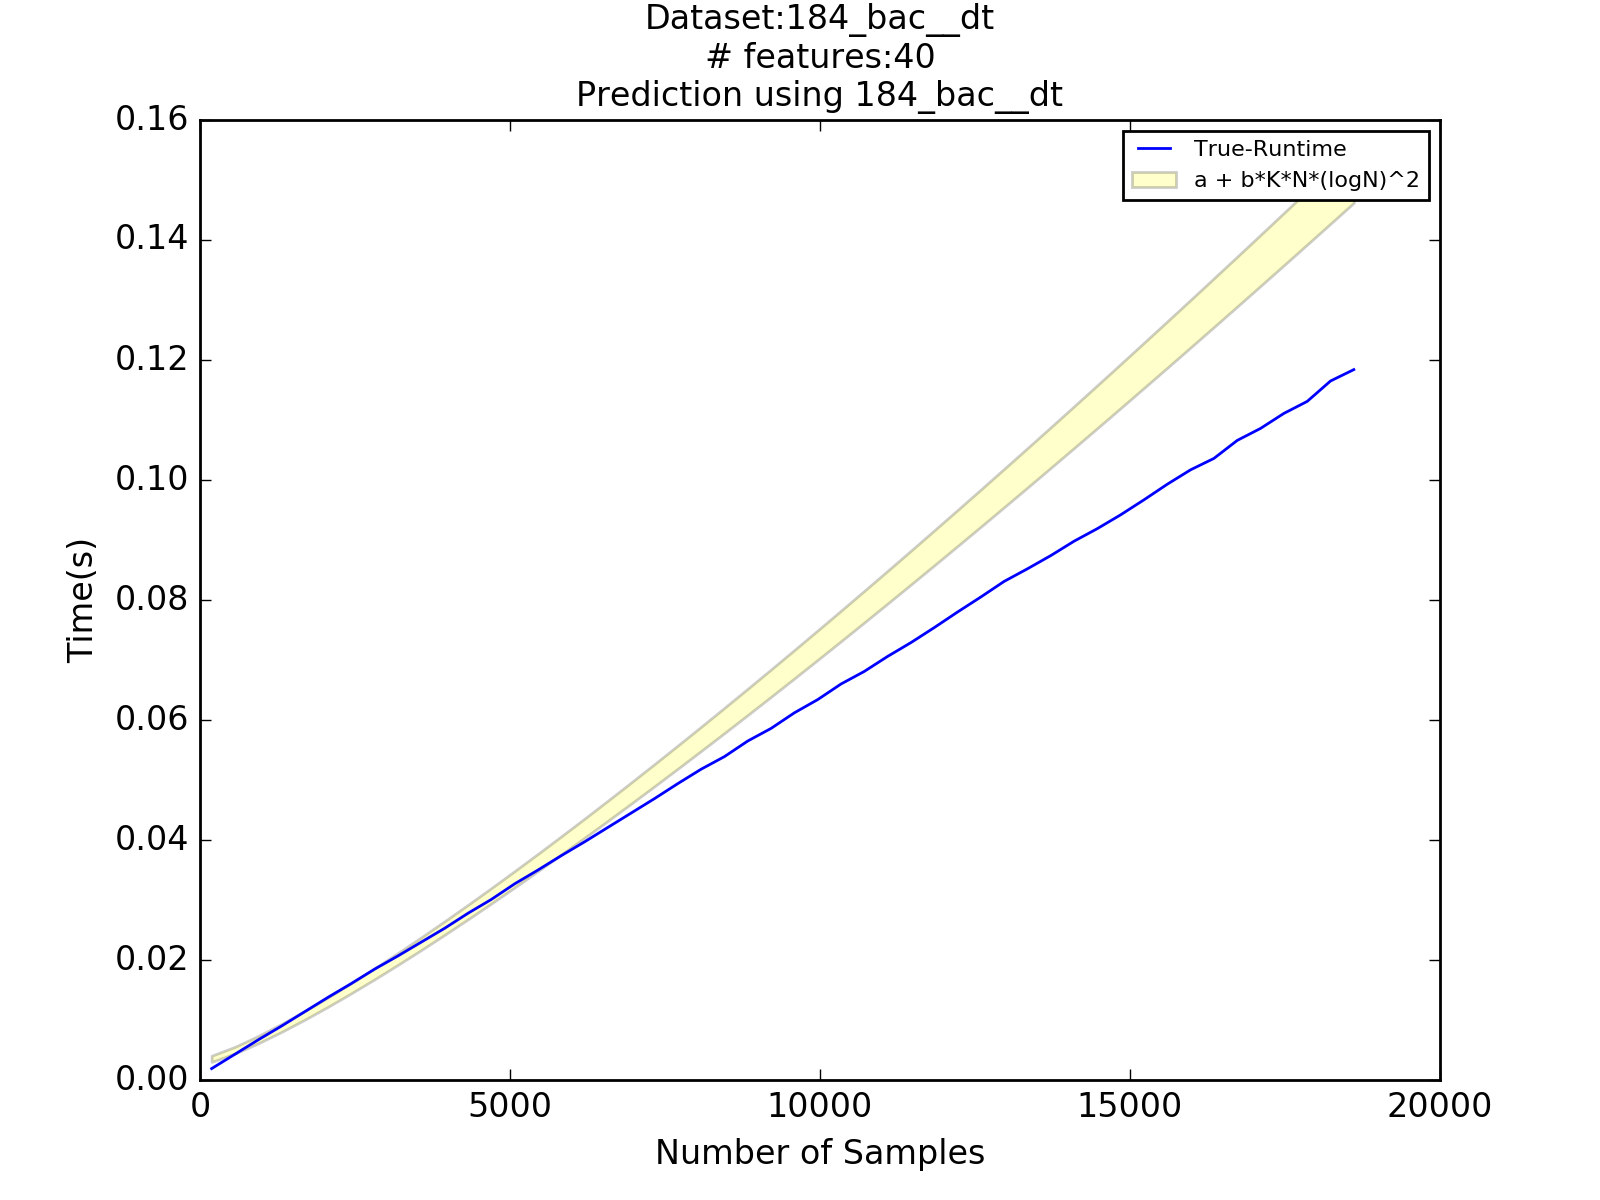 Dataset:184_bac__dt
# features:40
Prediction using 184_bac__dt
True-Runtime
a + b*K*N*(logN)^2
0.16
0.14
0.12
0.10
0.08
0.06
0.04
0.02
0.00
Time(s)
0 5000 10000 15000 20000
Number of Samples